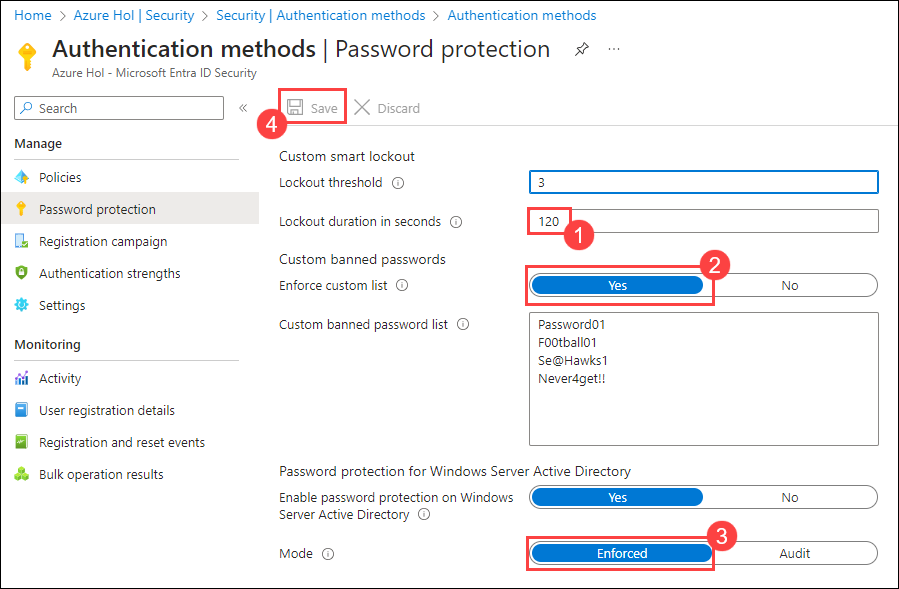 Home > Azure Hol | Security > Security | Authentication methods > Authentication methods
Authentication methods | Password protection
Azure Hol - Microsoft Entra ID Security
Search
Manage
Policies
Password protection
Registration campaign
Authentication strengths
Settings
Monitoring
Activity
User registration details
Registration and reset events
Bulk operation results
4
Save
Discard
Custom smart lockout
Lockout threshold
3
Lockout duration in seconds
120
1
Custom banned passwords
2
Enforce custom list
Yes
No
Custom banned password list
Password01
F00tball01
Se@Hawks1
Never4get!!
Password protection for Windows Server Active Directory
Enable password protection on Windows
Server Active Directory
Yes
No
3
Mode
Enforced
Audit